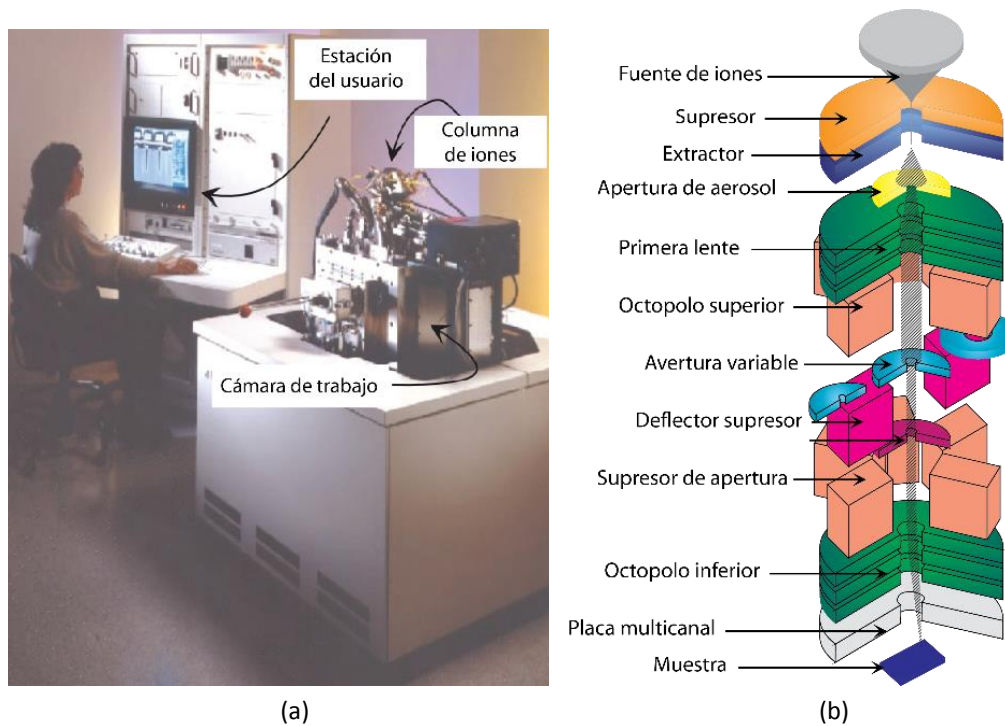 Estación
del usuario
Columna
de iones
Cámara de trabajo
(a)
Fuente de iones
Supresor
Extractor
Apertura de aerosol
Primera lente
Octopolo superior
Avertura variable
Deflector supresor
Supresor de apertura
Octopolo inferior
Placa multicanal
Muestra
(b)